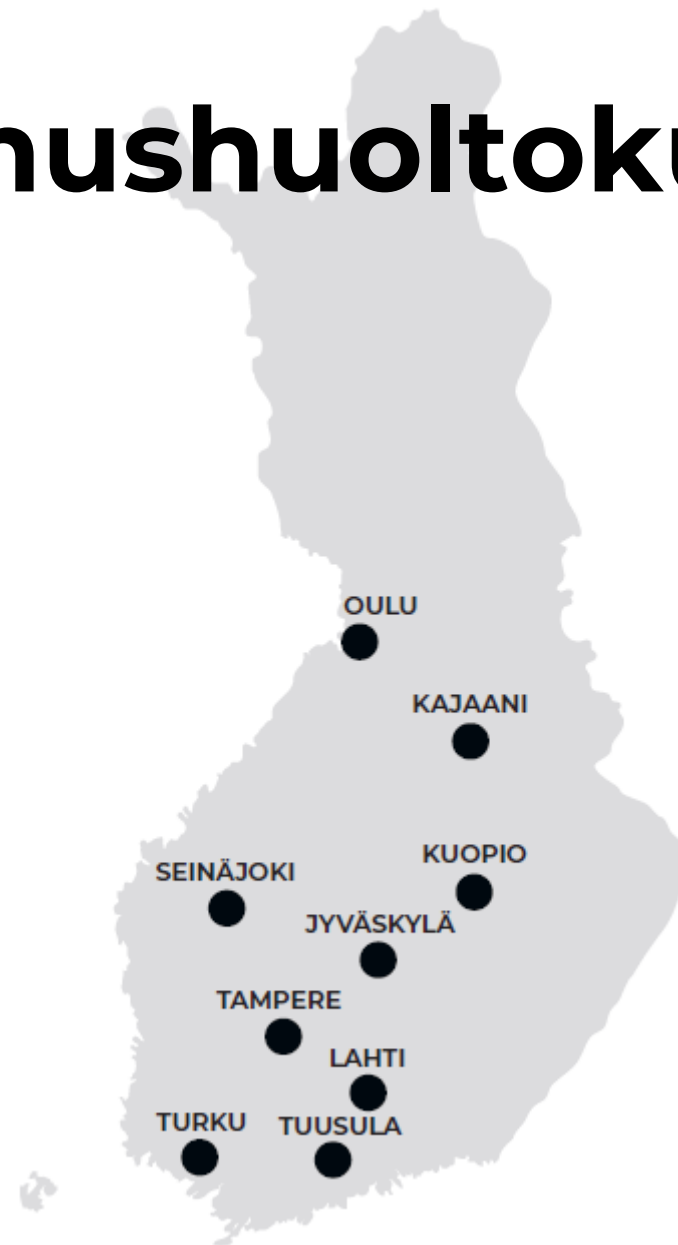 nushuoltoku
OULU
KAJAANI
KUOPIO
SEINÄJOKI
JYVÄSKYLÄ
TAMPERE
LAHTI
TURKU
TUUSULA